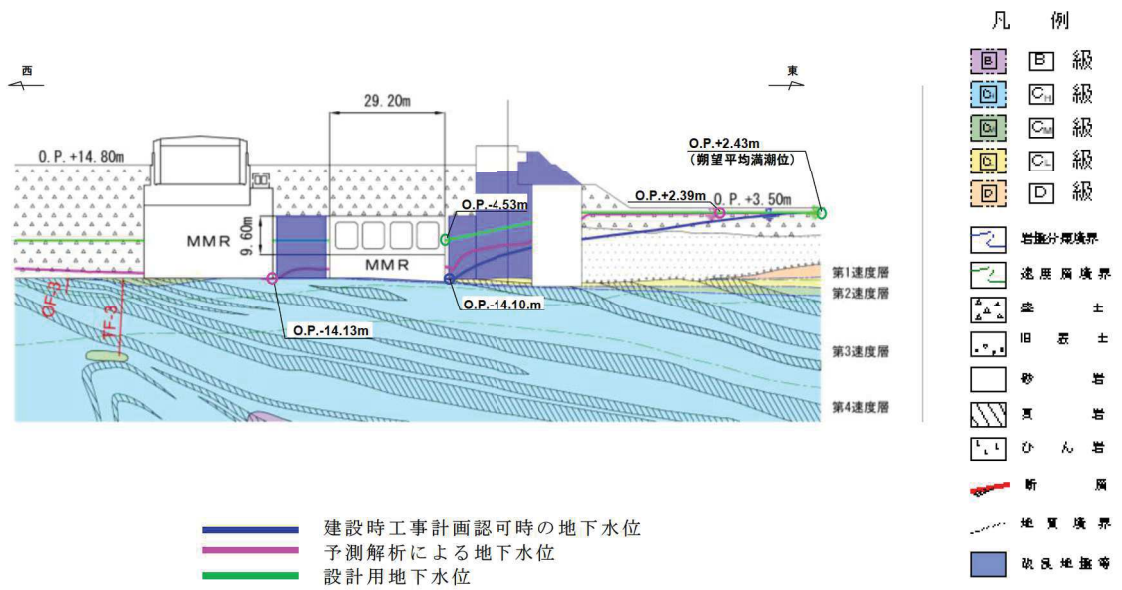 西
東
29.20m
O.P.+14.80m
O.P.+2.43m
(朔望平均満潮位)
O.P.+2.39m
O.P.+3.50m
O.P.-4.53m
MMR
9.60m
MMR
O.P.-14.10.m
O.P.-14.13m
OF-3
TF-3
第1速度層
第2速度層
第3速度層
第4速度層
凡 例
B B 級
CH CH 級
CM CM 級
CL CL 級
D D 級
岩盤分類境界
速度層境界
盛土
旧表土
砂岩
頁岩
ひん岩
断層
地質境界
改良地盤等
建設時工事計画認可時の地下水位
予測解析による地下水位
設計用地下水位